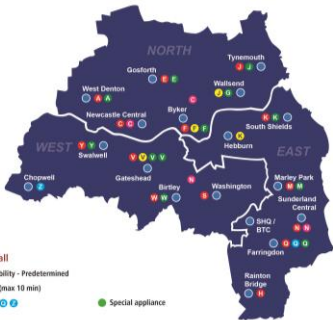 NORTH
Tynemouth
J J
Gosforth
E E
Wallsend
J G
West Denton
A A
C
Newcastle Central
C C
Byker
F F F
K K
South Shields
K
Hebburn
WEST
Y Y
Swalwell
V V V V
Gateshead
EAST
Chopwell
Z
N
Birtley
W W
Washington
S
Marley Park
M M
Sunderland
Central
N N
SHQ /
BTC
Farringdon
Q Q Q
Rainton
Bridge
H
all
bility - Predetermined
(max 10 min)
Q Z
Special appliance